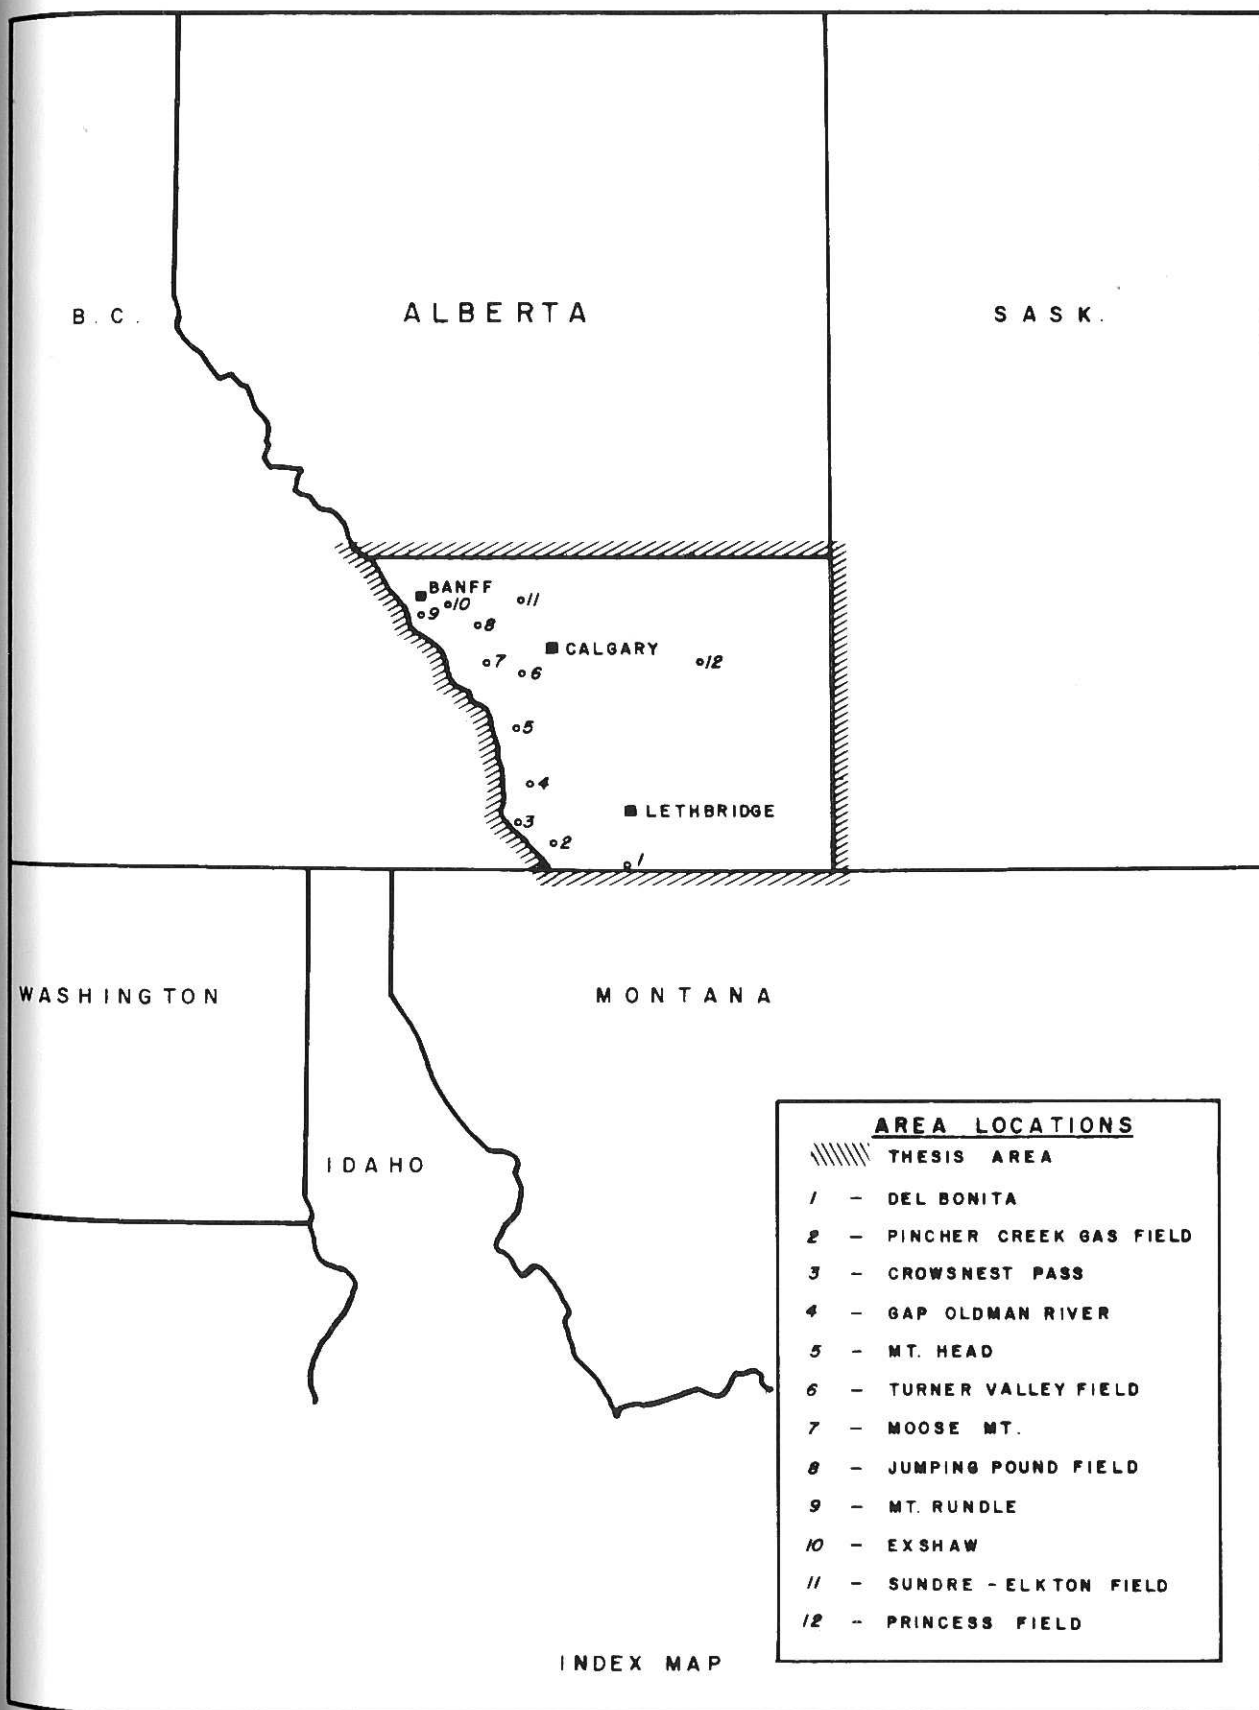 B. C.
ALBERTA
SASK.
BANFF
10
11
9
8
CALGARY
7
6
12
5
4
LETHBRIDGE
3
2
1
WASHINGTON
MONTANA
IDAHO
AREA LOCATIONS
THESIS AREA
1 – DEL BONITA
2 – PINCHER CREEK GAS FIELD
3 – CROWSNEST PASS
4 – GAP OLDMAN RIVER
5 – MT. HEAD
6 – TURNER VALLEY FIELD
7 – MOOSE MT.
8 – JUMPING POUND FIELD
9 – MT. RUNDLE
10 – EXSHAW
11 – SUNDRE – ELKTON FIELD
12 – PRINCESS FIELD
INDEX MAP